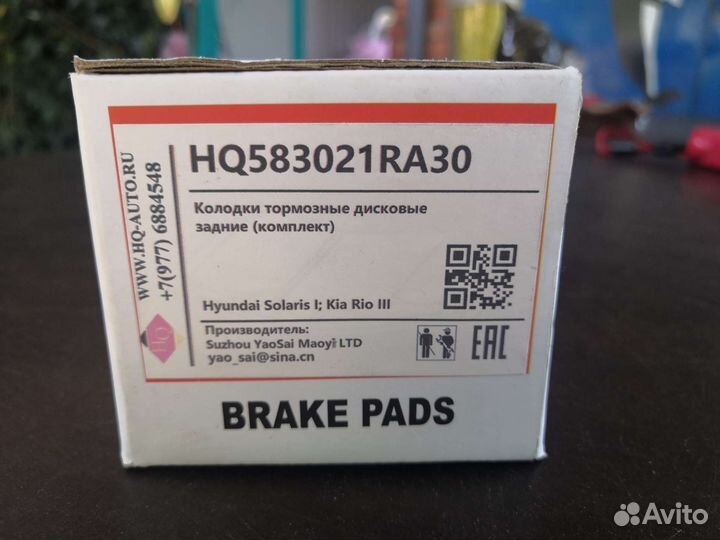 HQ583021RA30
Колодки тормозные дисковые
задние (комплект)
Hyundai Solaris I; Kia Rio III
Производитель:
Suzhou YaoSai Maoyi LTD
yao_sai@sina.cn
WWW.HQ-AUTO.RU
+7(977) 6884548
HQ
EAC
BRAKE PADS
Avito